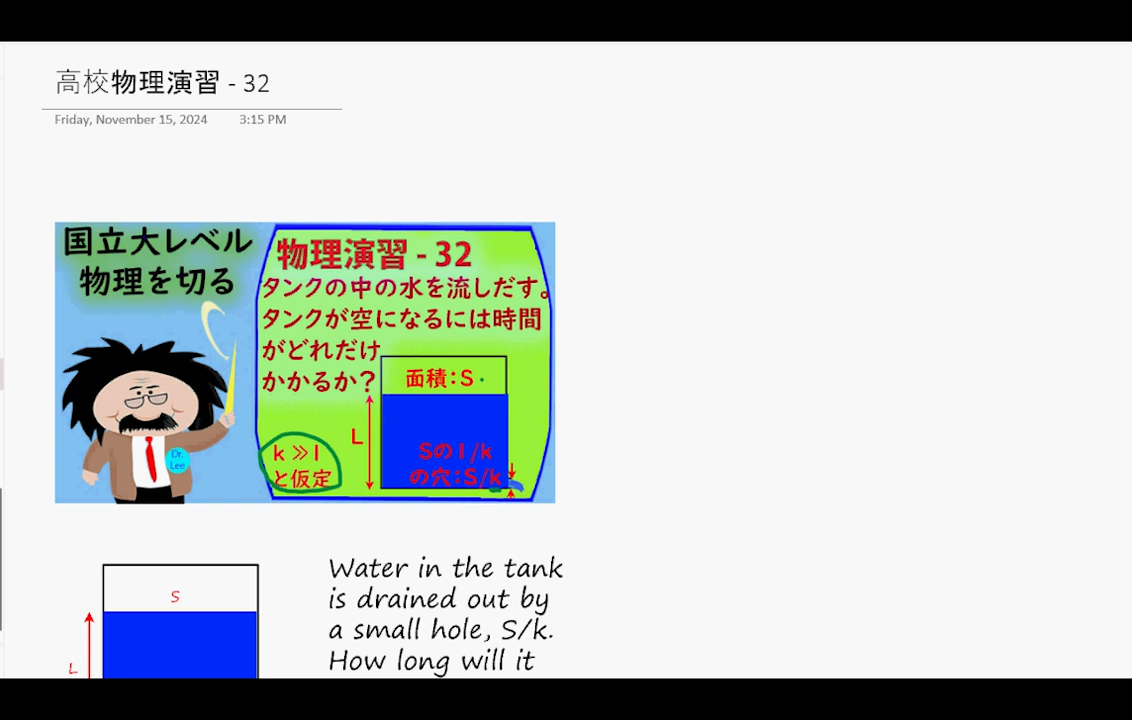 高校物理演習 - 32
Friday, November 15, 2024 3:15 PM
国立大レベル
物理を切る
物理演習 - 32
タンクの中の水を流しだす。
タンクが空になるには時間
がどれだけ
かかるか?
面積:S
L
Sの1/k
の穴:S/k
k≫1
と仮定
Dr.
Lee
S
L
Water in the tank
is drained out by
a small hole, S/k.
How long will it